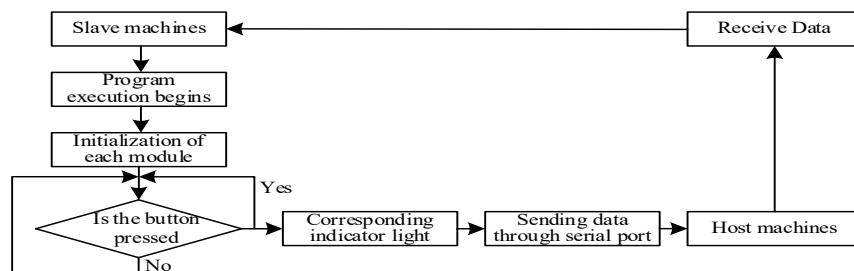 Slave machines
Receive Data
Program
execution begins
Initialization of
each module
Yes
Is the button
pressed
Corresponding
indicator light
Sending data
through serial port
Host machines
No